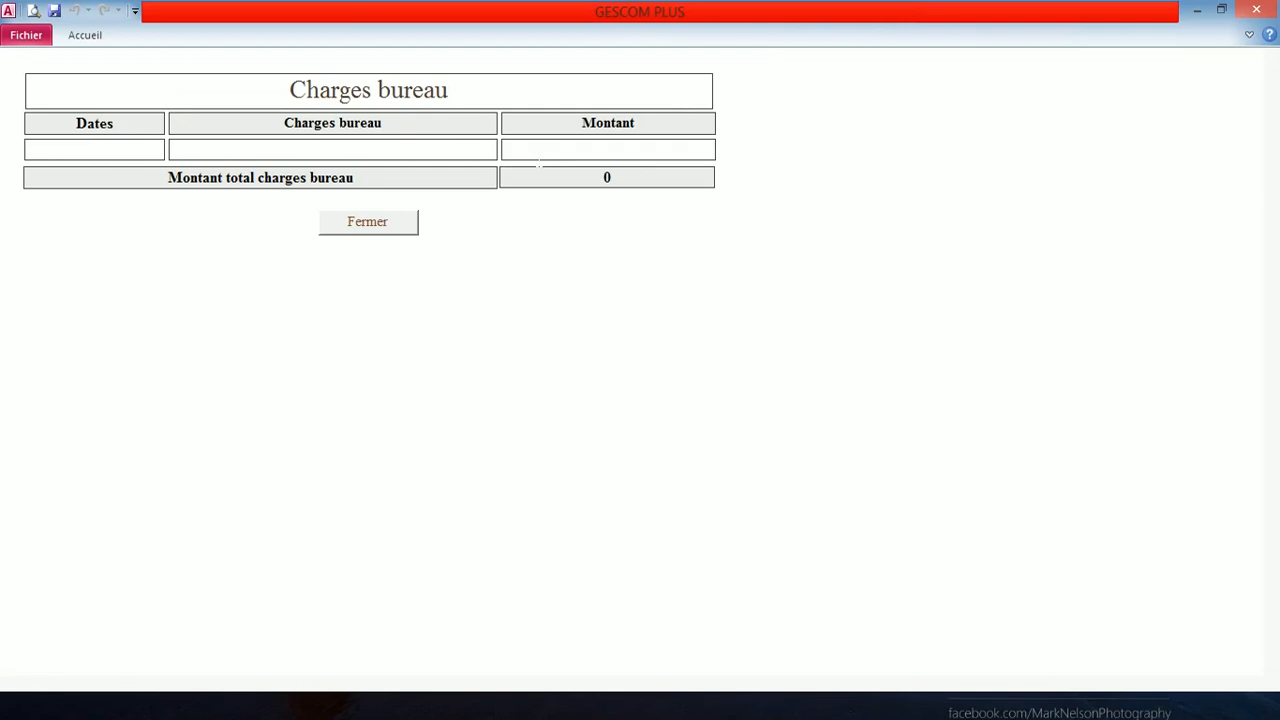 GESCOM PLUS
Fichier Accueil
Charges bureau
Dates Charges bureau Montant
Montant total charges bureau 0
Fermer
facebook.com/MarkNelsonPhotography